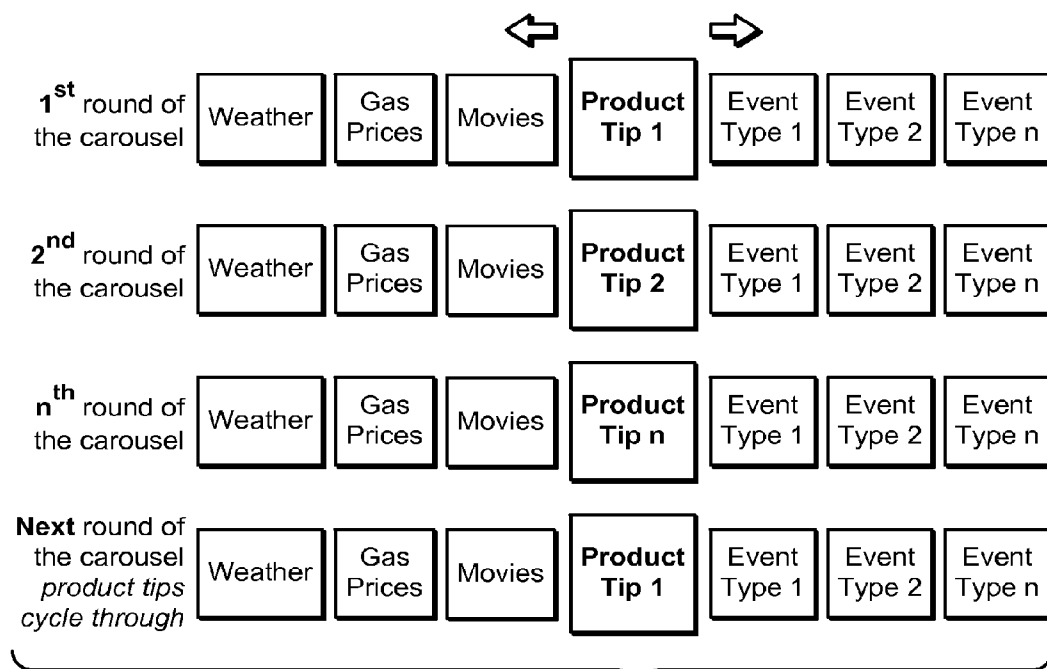 1st round of
the carousel
Weather
Gas
Prices
Movies
Product
Tip 1
Event
Type 1
Event
Type 2
Event
Type n
2nd round of
the carousel
Weather
Gas
Prices
Movies
Product
Tip 2
Event
Type 1
Event
Type 2
Event
Type n
nth round of
the carousel
Weather
Gas
Prices
Movies
Product
Tip n
Event
Type 1
Event
Type 2
Event
Type n
Next round of
the carousel
product tips
cycle through
Weather
Gas
Prices
Movies
Product
Tip 1
Event
Type 1
Event
Type 2
Event
Type n